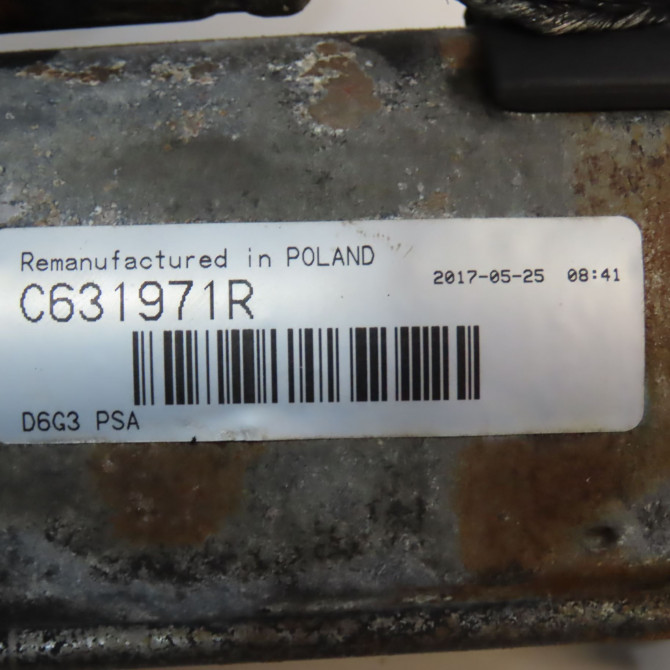 Remanufactured in POLAND
2017-05-25 08:41
C631971R
D6G3 PSA